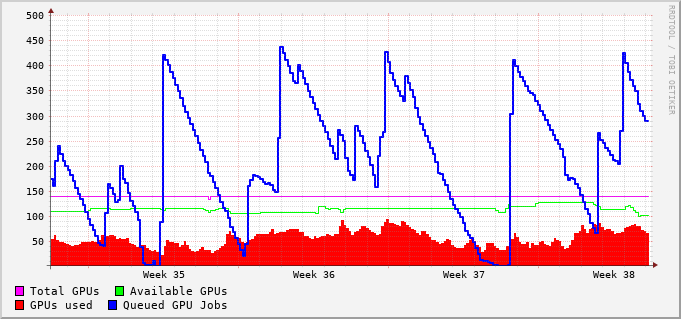 500
450
400
350
300
250
200
150
100
50
Week 35 Week 36 Week 37 Week 38
Total GPUs Available GPUs
GPUs used Queued GPU Jobs
RRDTOOL / TOBI OETIKER